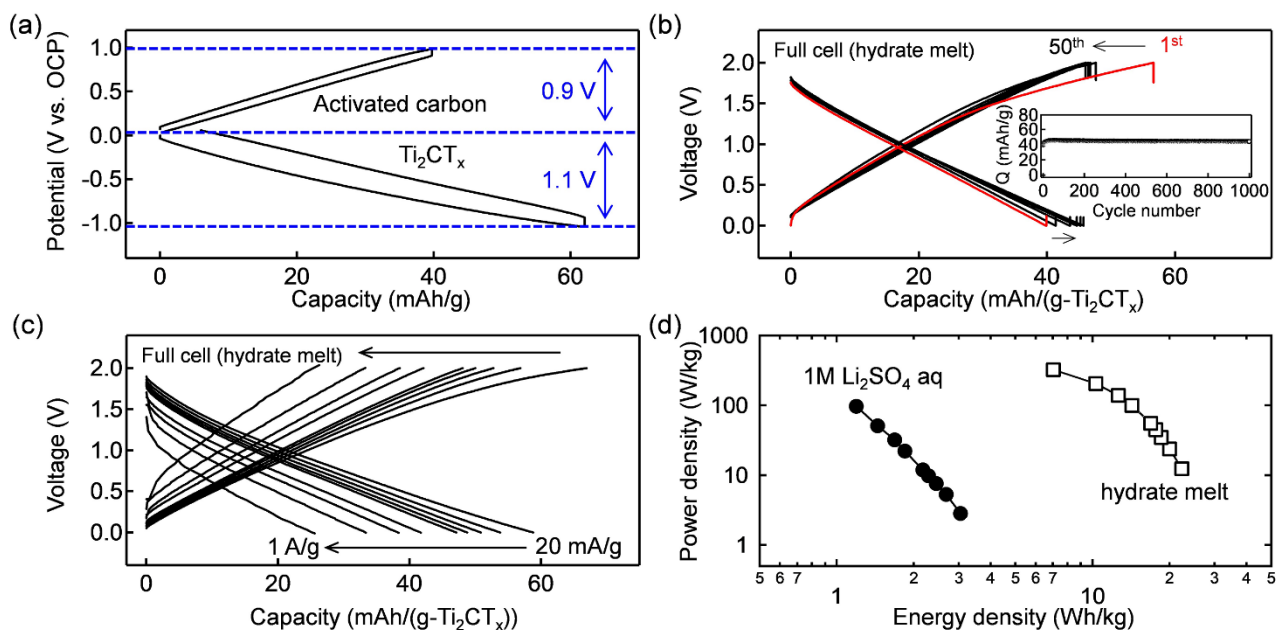 (a)
1.0
0.5
0.0
-0.5
-1.0
Potential (V vs. OCP)
Activated carbon
0.9 V
Ti₂CTₓ
1.1 V
0
20
40
60
Capacity (mAh/g)
(b)
Full cell (hydrate melt)
50th
1st
2.0
1.5
1.0
0.5
0.0
Voltage (V)
80
60
40
20
0
Q (mAh/g)
0
200
400
600
800
1000
Cycle number
0
20
40
60
Capacity (mAh/(g-Ti₂CTₓ)
(c)
Full cell (hydrate melt)
2.0
1.5
1.0
0.5
0.0
Voltage (V)
1 A/g
20 mA/g
0
20
40
60
Capacity (mAh/(g-Ti₂CTₓ))
(d)
1000
100
10
1
Power density (W/kg)
1M Li₂SO₄ aq
hydrate melt
5 6 7
1
2
3
4
5 6 7
10
2
3
4
5
Energy density (Wh/kg)